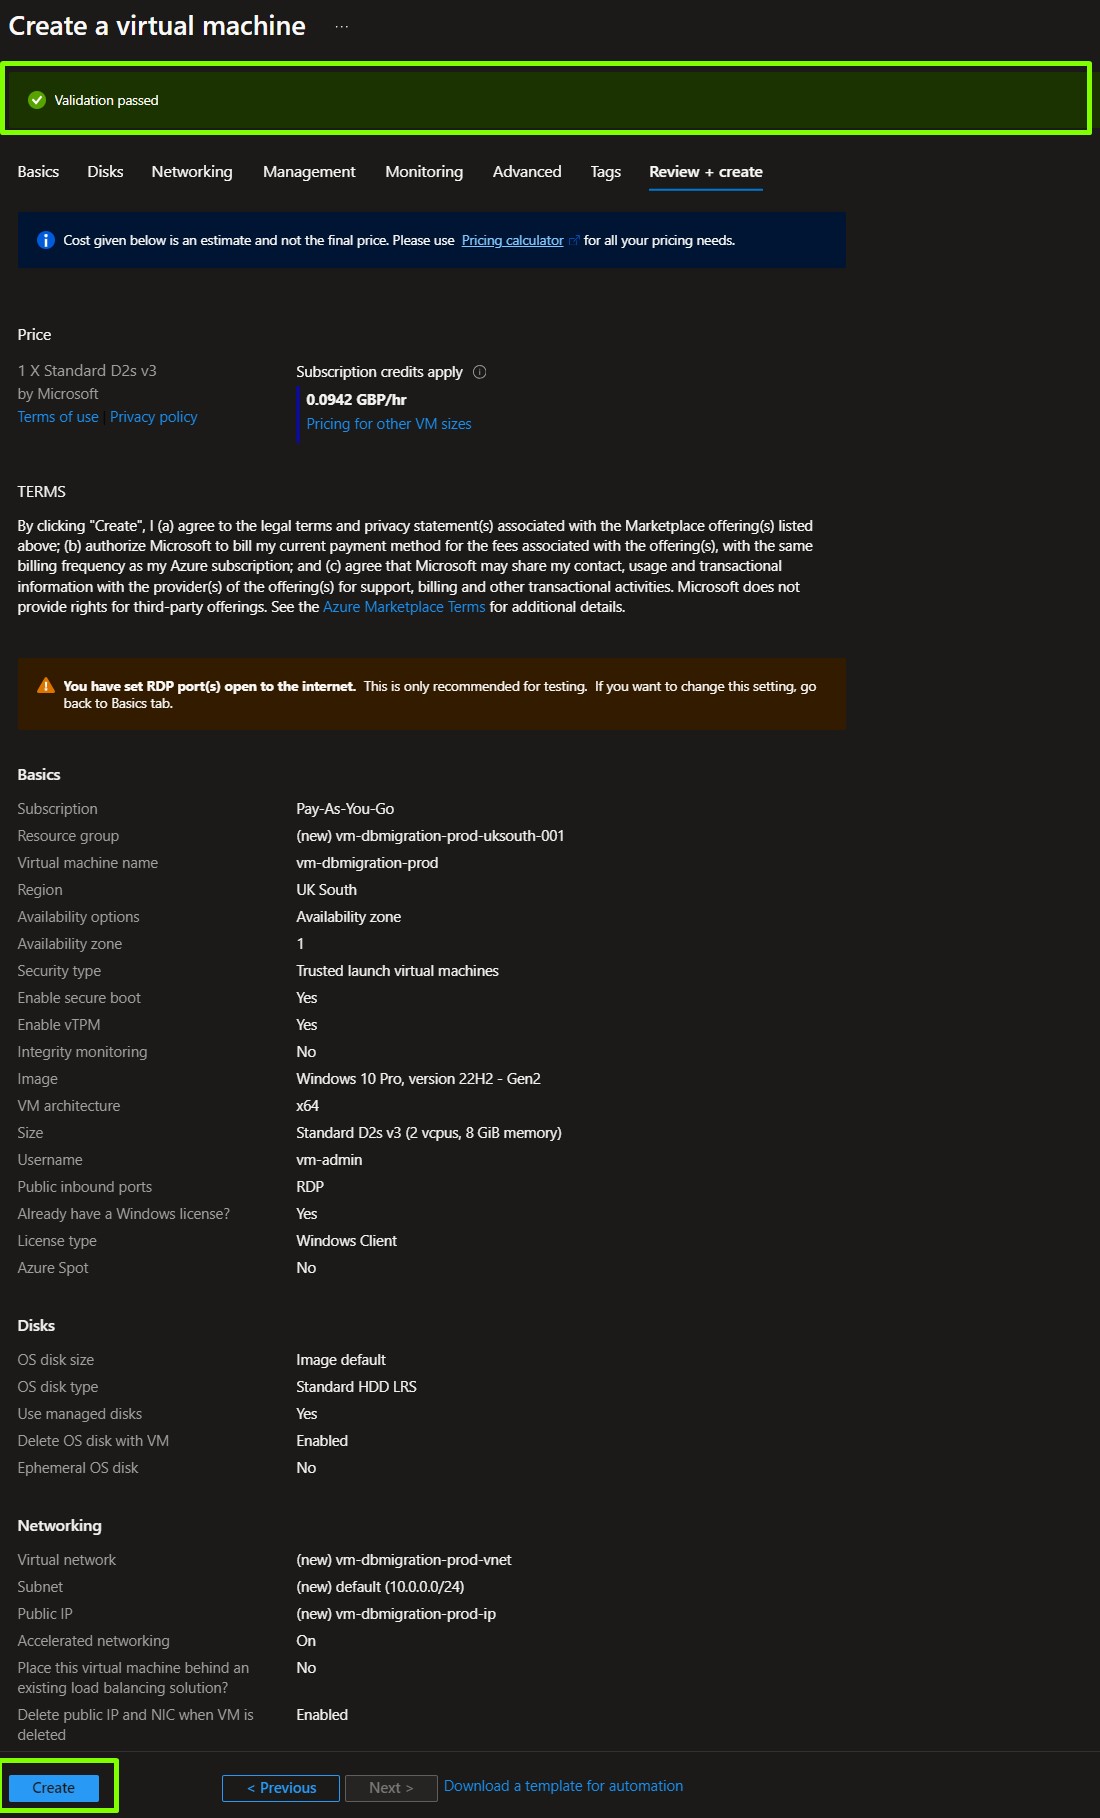 Create a virtual machine ...
Validation passed
Basics Disks Networking Management Monitoring Advanced Tags Review + create
Cost given below is an estimate and not the final price. Please use Pricing calculator for all your pricing needs.
Price
1 X Standard D2s v3
by Microsoft
Terms of use | Privacy policy
Subscription credits apply
0.0942 GBP/hr
Pricing for other VM sizes
TERMS
By clicking "Create", I (a) agree to the legal terms and privacy statement(s) associated with the Marketplace offering(s) listed
above; (b) authorize Microsoft to bill my current payment method for the fees associated with the offering(s), with the same
billing frequency as my Azure subscription; and (c) agree that Microsoft may share my contact, usage and transactional
information with the provider(s) of the offering(s) for support, billing and other transactional activities. Microsoft does not
provide rights for third-party offerings. See the Azure Marketplace Terms for additional details.
You have set RDP port(s) open to the internet. This is only recommended for testing. If you want to change this setting, go
back to Basics tab.
Basics
Subscription Pay-As-You-Go
Resource group (new) vm-dbmigration-prod-uksouth-001
Virtual machine name vm-dbmigration-prod
Region UK South
Availability options Availability zone
Availability zone 1
Security type Trusted launch virtual machines
Enable secure boot Yes
Enable vTPM Yes
Integrity monitoring No
Image Windows 10 Pro, version 22H2 - Gen2
VM architecture x64
Size Standard D2s v3 (2 vcpus, 8 GiB memory)
Username vm-admin
Public inbound ports RDP
Already have a Windows license? Yes
License type Windows Client
Azure Spot No
Disks
OS disk size Image default
OS disk type Standard HDD LRS
Use managed disks Yes
Delete OS disk with VM Enabled
Ephemeral OS disk No
Networking
Virtual network (new) vm-dbmigration-prod-vnet
Subnet (new) default (10.0.0.0/24)
Public IP (new) vm-dbmigration-prod-ip
Accelerated networking On
Place this virtual machine behind an No
existing load balancing solution?
Delete public IP and NIC when VM is Enabled
deleted
Create < Previous Next > Download a template for automation